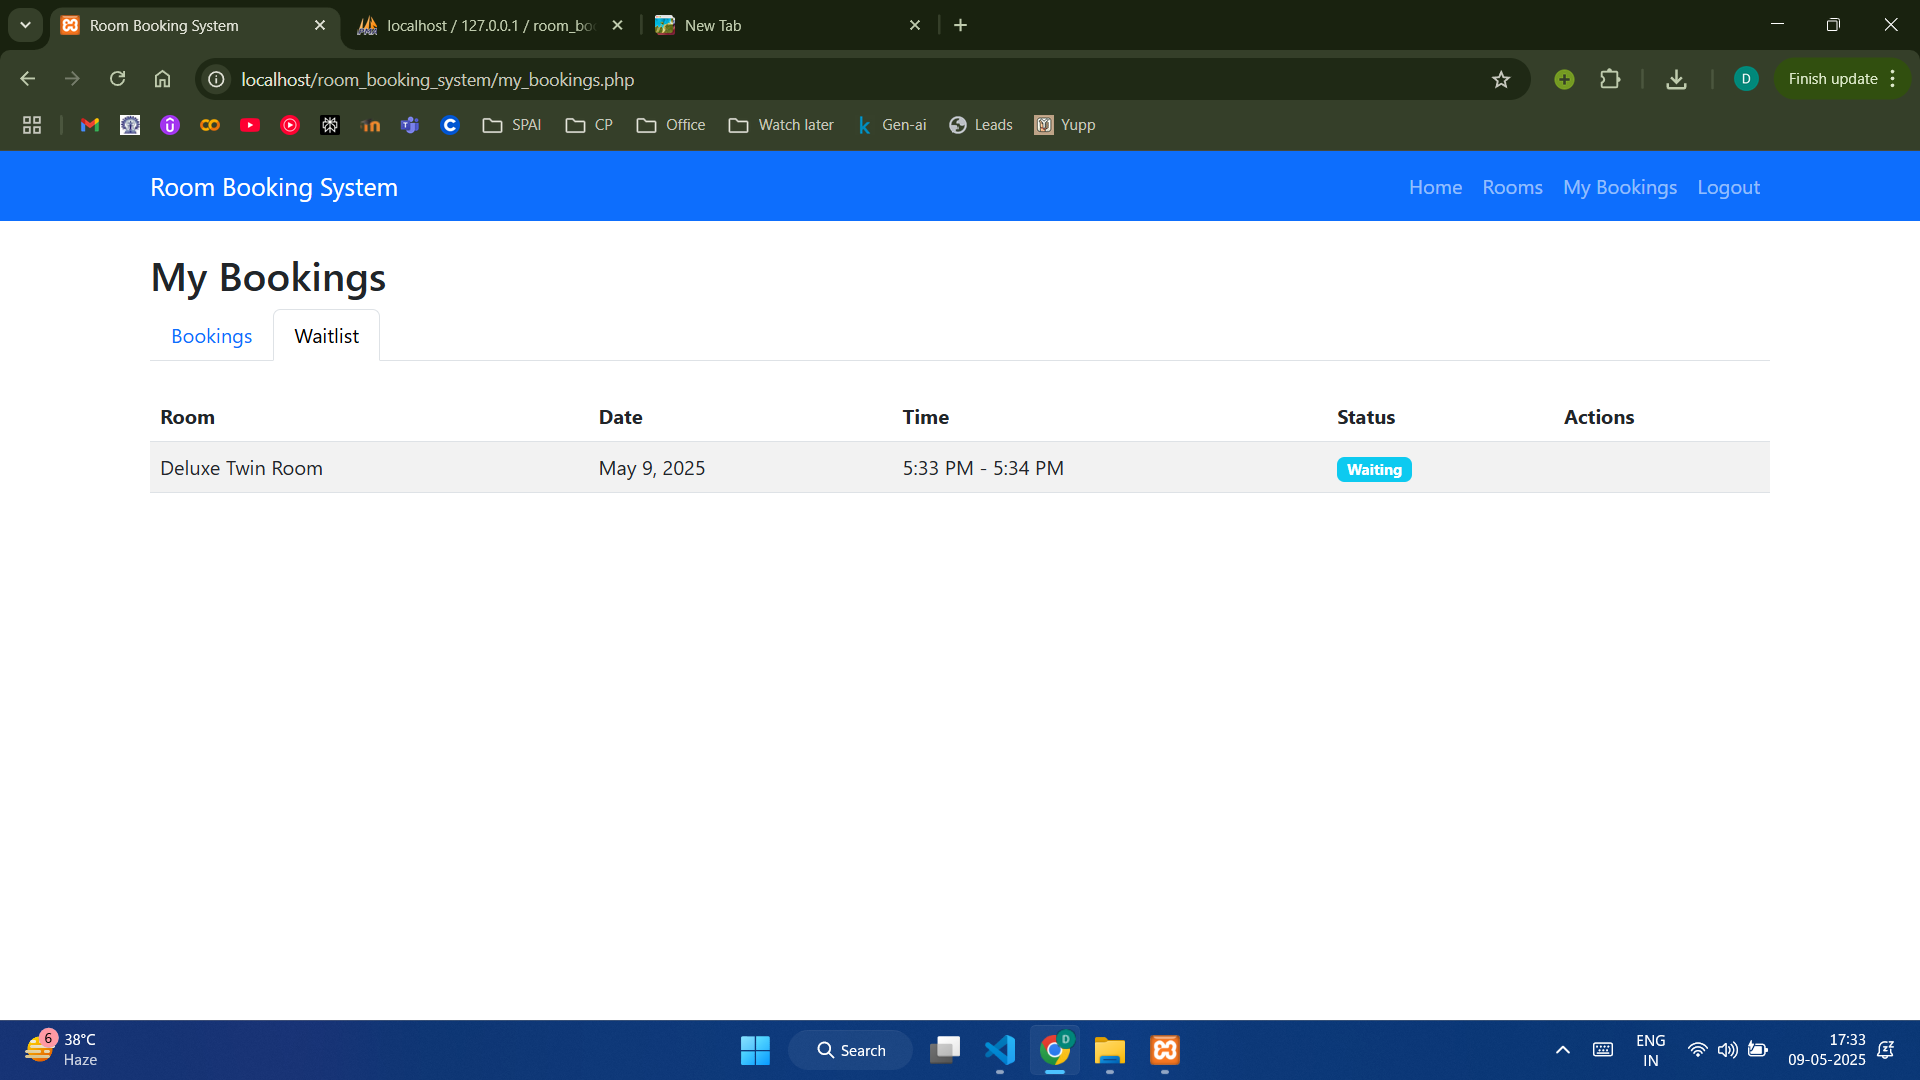 Room Booking System
localhost / 127.0.0.1 / room_bo
New Tab
localhost/room_booking_system/my_bookings.php
D
Finish update
SPAI
CP
Office
Watch later
Gen-ai
Leads
Yupp
Room Booking System
Home
Rooms
My Bookings
Logout
My Bookings
Bookings
Waitlist
Room
Date
Time
Status
Actions
Deluxe Twin Room
May 9, 2025
5:33 PM - 5:34 PM
Waiting
6
38°C
Haze
Search
D
ENG
IN
17:33
09-05-2025